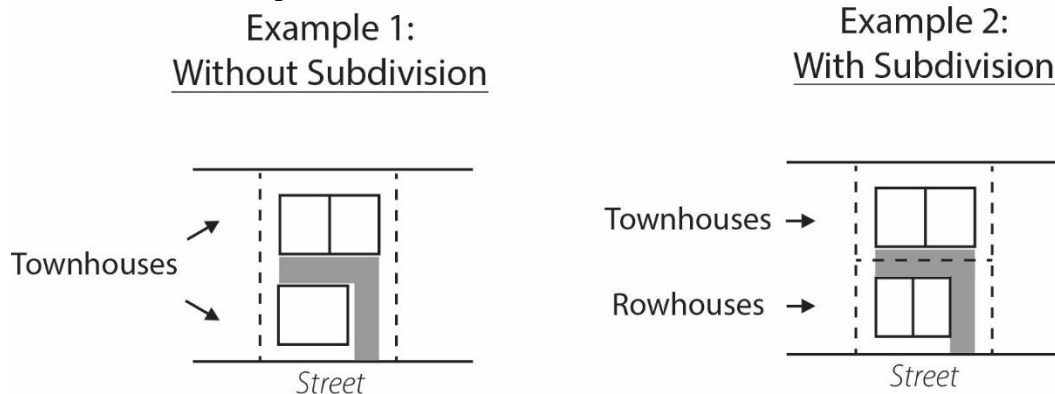 Example 1:
Without Subdivision
Townhouses
Street
Example 2:
With Subdivision
Townhouses
Rowhouses
Street